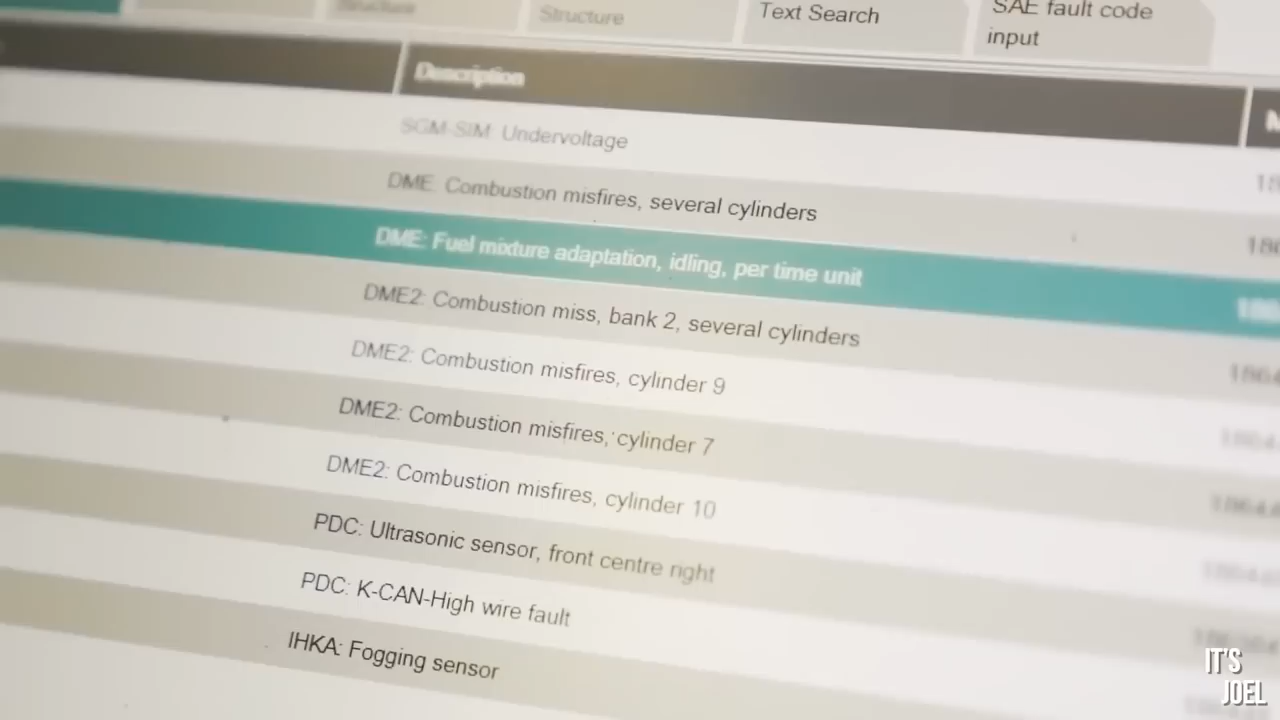 Structure
Structure
Text Search
SAE fault code
input
Description
SGM-SIM: Undervoltage
DME: Combustion misfires, several cylinders
DME: Fuel mixture adaptation, idling, per time unit
DME2: Combustion miss, bank 2, several cylinders
DME2: Combustion misfires, cylinder 9
DME2: Combustion misfires, cylinder 7
DME2: Combustion misfires, cylinder 10
PDC: Ultrasonic sensor, front centre right
PDC: K-CAN-High wire fault
IHKA: Fogging sensor
IT'S
JOEL